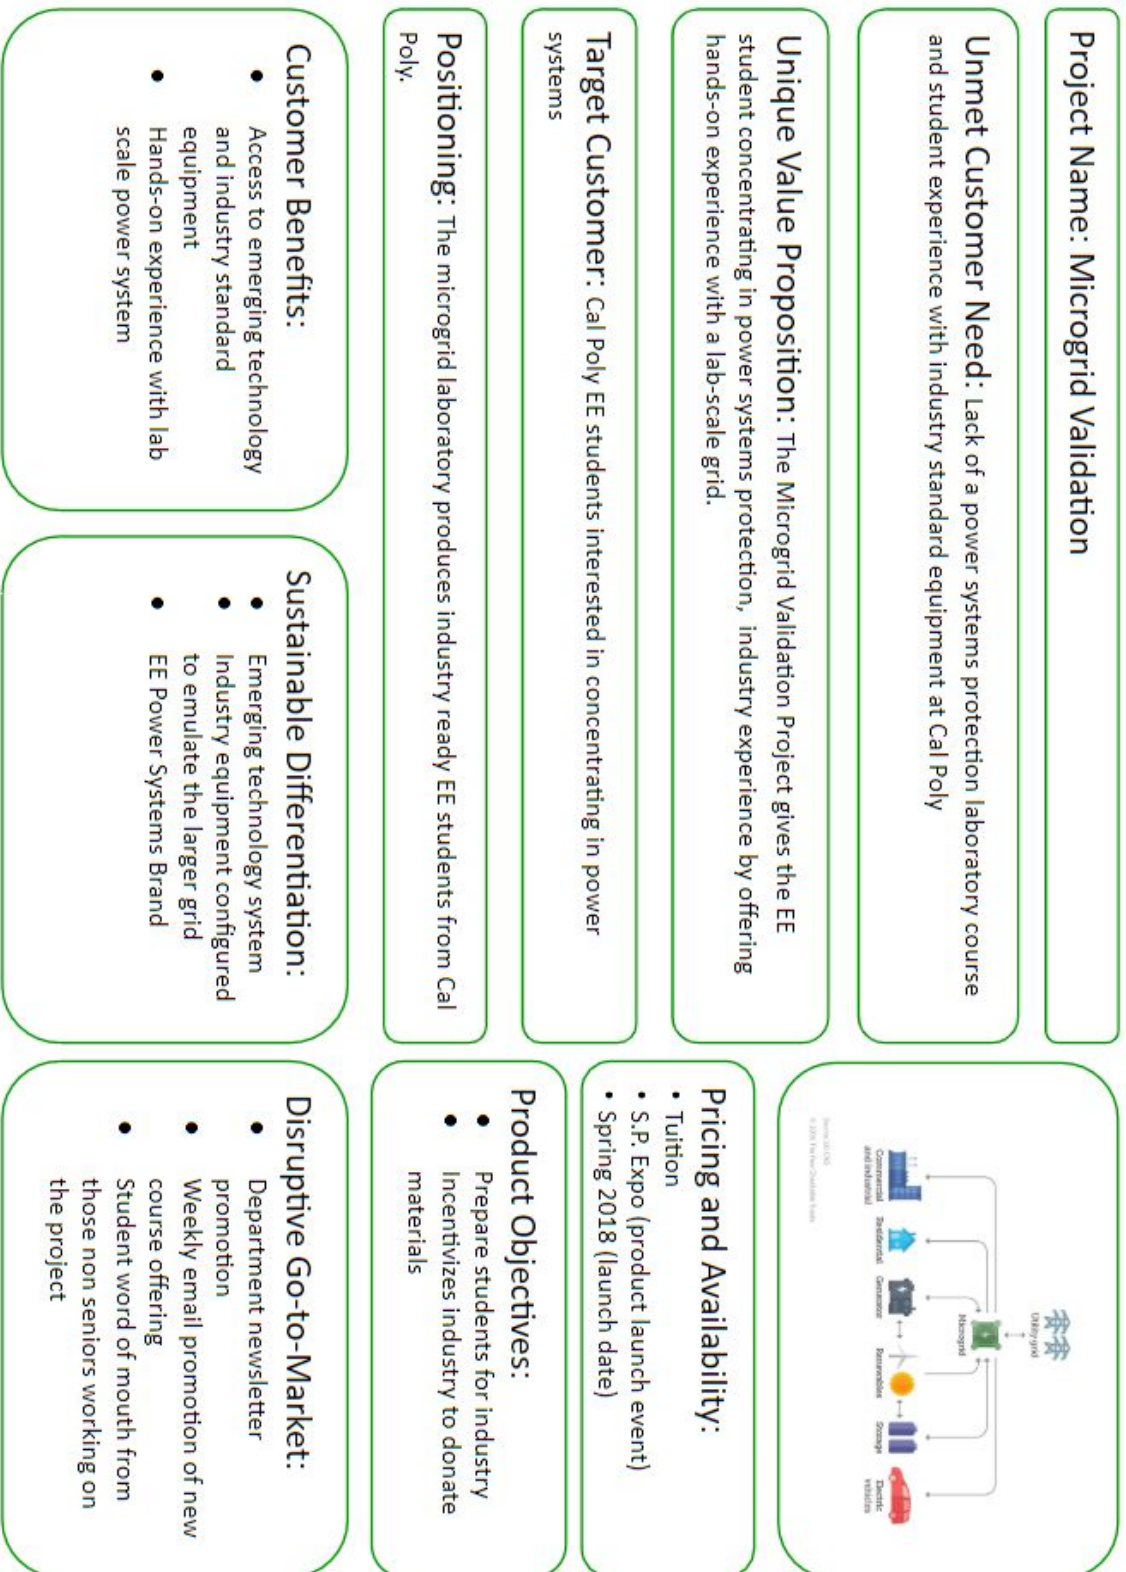 Project Name: Microgrid Validation
Unmet Customer Need: Lack of a power systems protection laboratory course
and student experience with industry standard equipment at Cal Poly
Unique Value Proposition: The Microgrid Validation Project gives the EE
student concentrating in power systems protection, industry experience by offering
hands-on experience with a lab-scale grid.
Target Customer: Cal Poly EE students interested in concentrating in power
systems
Positioning: The microgrid laboratory produces industry ready EE students from Cal
Poly.
Customer Benefits:
● Access to emerging technology
and industry standard
equipment
● Hands-on experience with lab
scale power system
Sustainable Differentiation:
● Emerging technology system
● Industry equipment configured
to emulate the larger grid
● EE Power Systems Brand
Utility grid
Microgrid
Commercial
and industrial
Residential
Generator
Renewables
Storage
Electric
vehicles
© 2016 The Pew Charitable Trusts
Pricing and Availability:
• Tuition
• S.P. Expo (product launch event)
• Spring 2018 (launch date)
Product Objectives:
● Prepare students for industry
● Incentivizes industry to donate
materials
Disruptive Go-to-Market:
● Department newsletter
promotion
● Weekly email promotion of new
course offering
● Student word of mouth from
those non seniors working on
the project